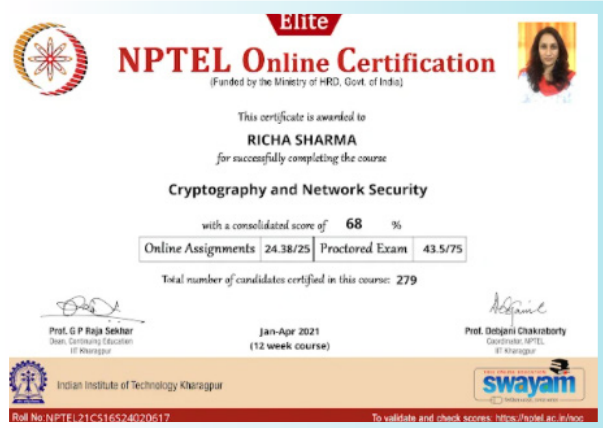 Elite
NPTEL Online Certification
(Funded by the Ministry of HRD, Govt. of India)
This certificate is awarded to
RICHA SHARMA
for successfully completing the course
Cryptography and Network Security
with a consolidated score of 68 %
Online Assignments 24.38/25 Proctored Exam 43.5/75
Total number of candidates certified in this course: 279
Prof. G P Raja Sekhar
Dean, Continuing Education
IIT Kharagpur
Jan-Apr 2021
(12 week course)
Prof. Debjani Chakraborty
Coordinator, NPTEL
IIT Kharagpur
Indian Institute of Technology Kharagpur
FREE ONLINE EDUCATION
swayam
Roll No:NPTEL21CS16S24020617
To validate and check scores: https://nptel.ac.in/noc